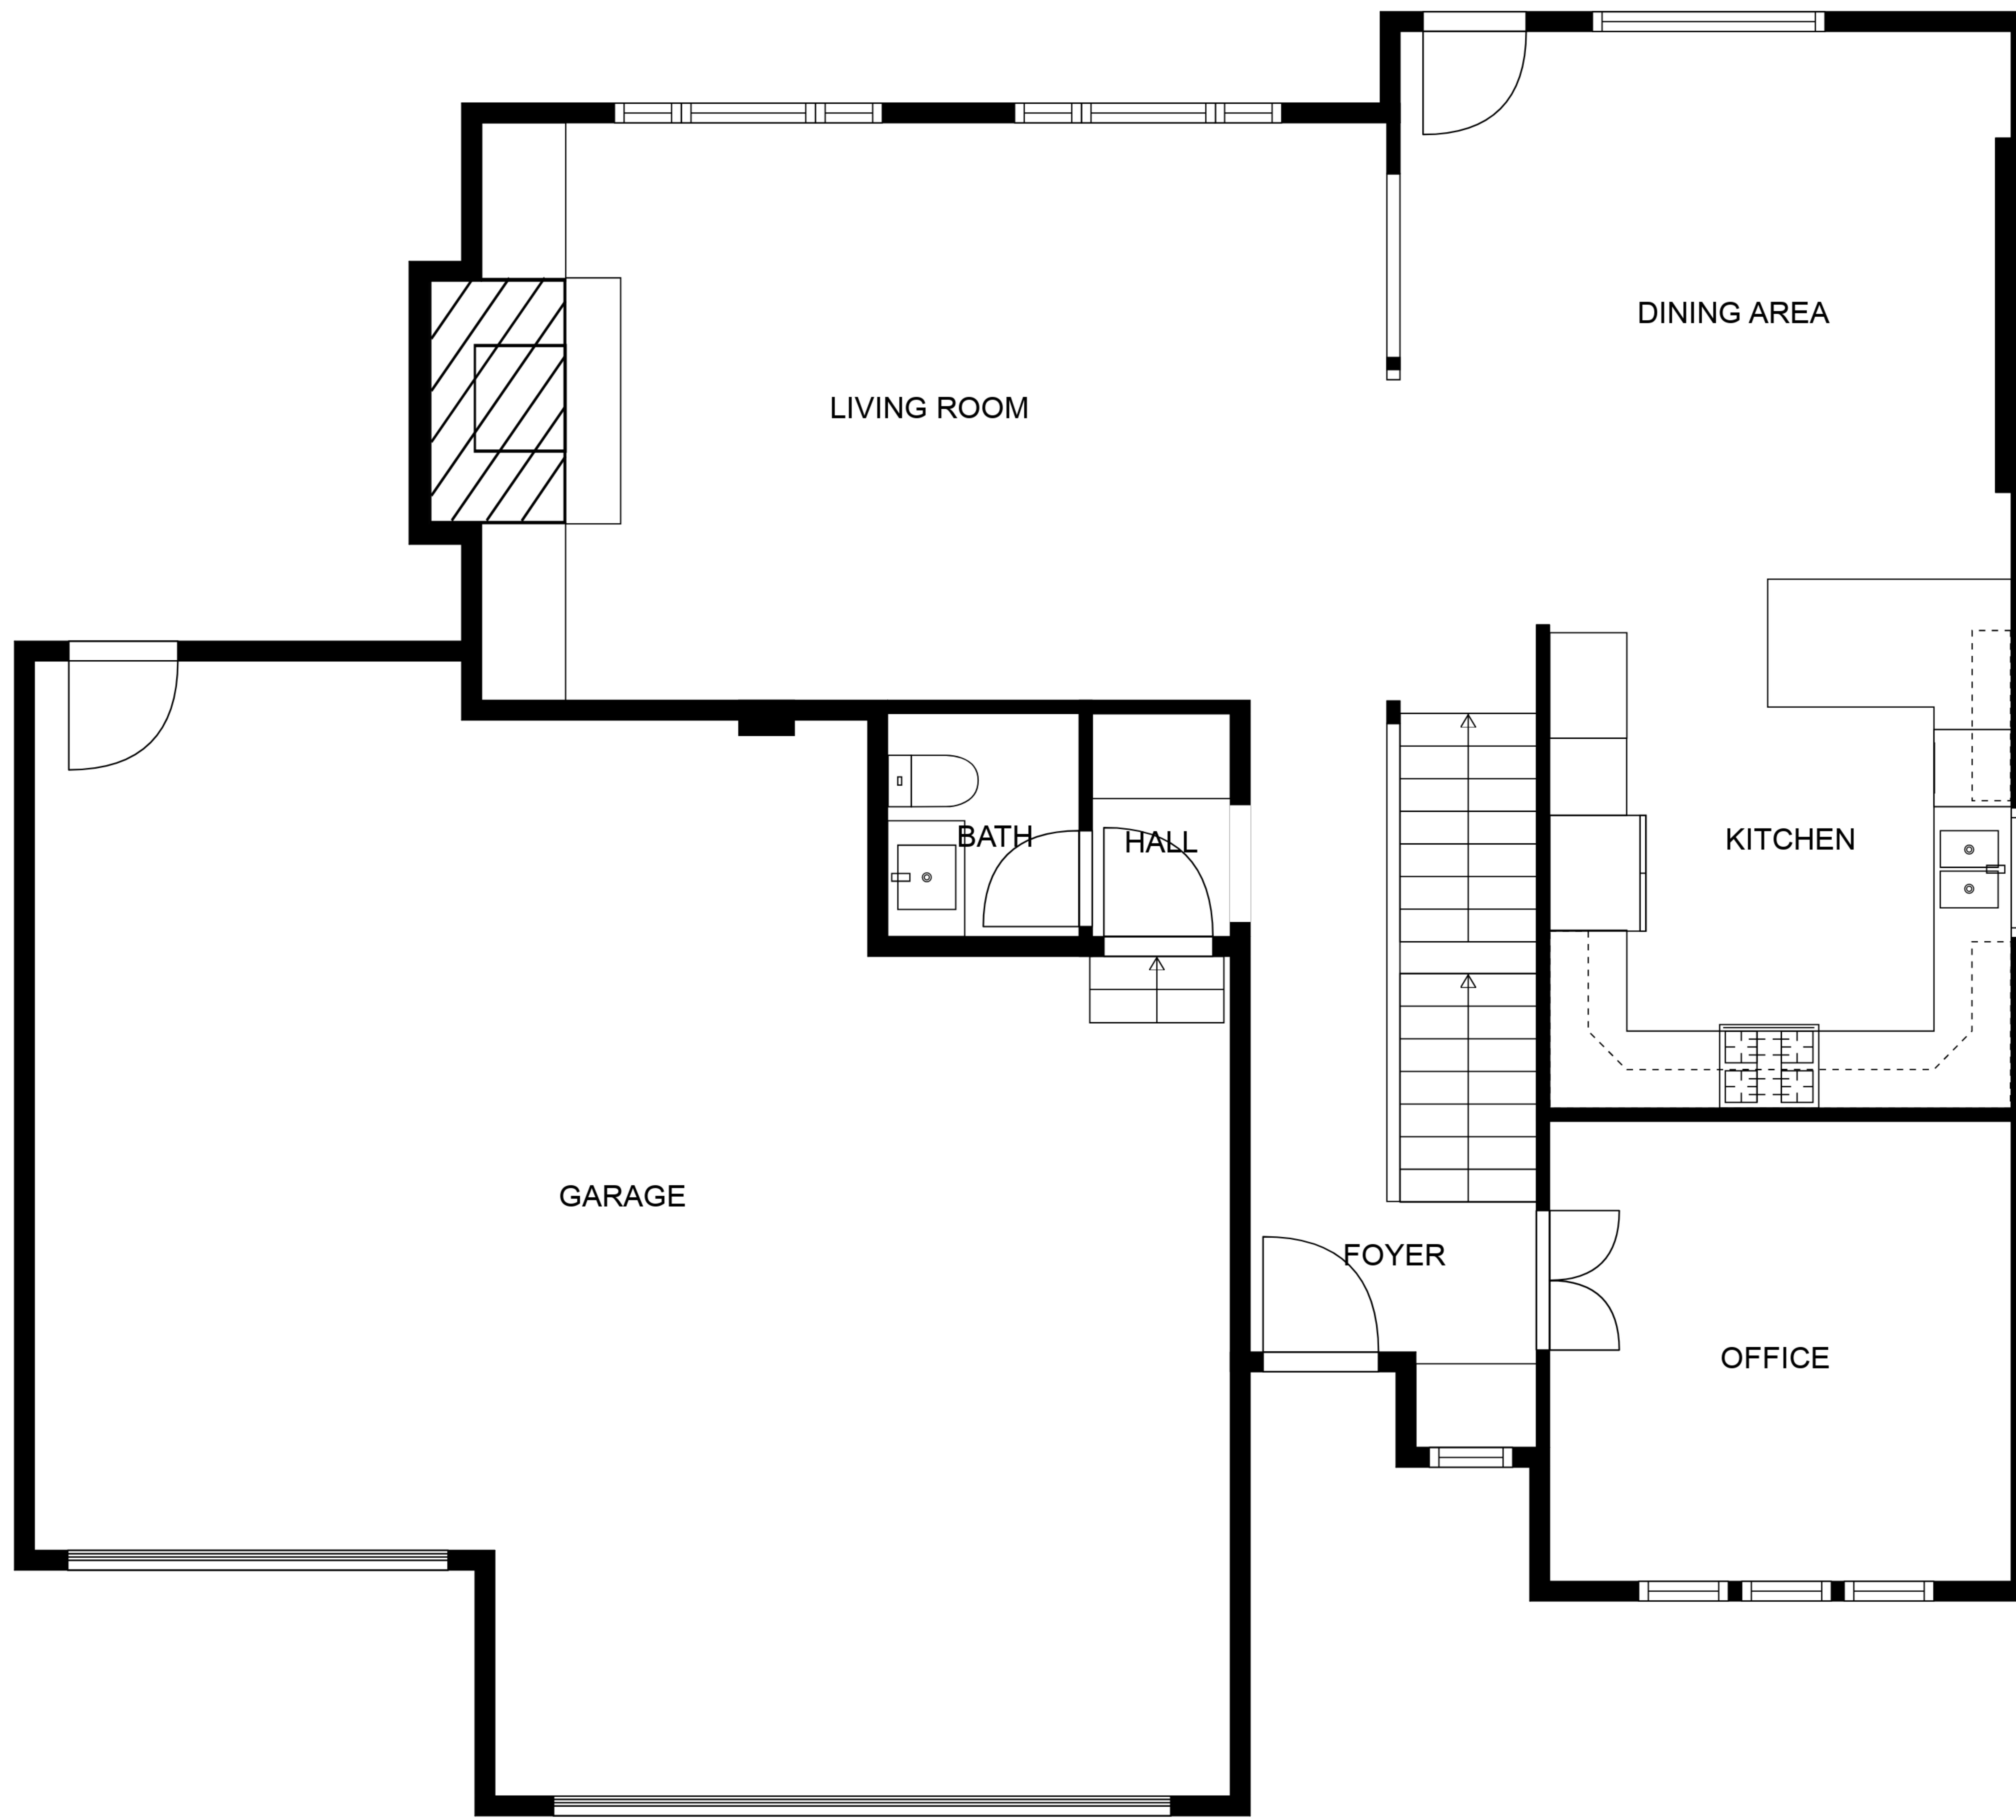 DINING AREA
LIVING ROOM
BATH
HALL
KITCHEN
GARAGE
FOYER
OFFICE